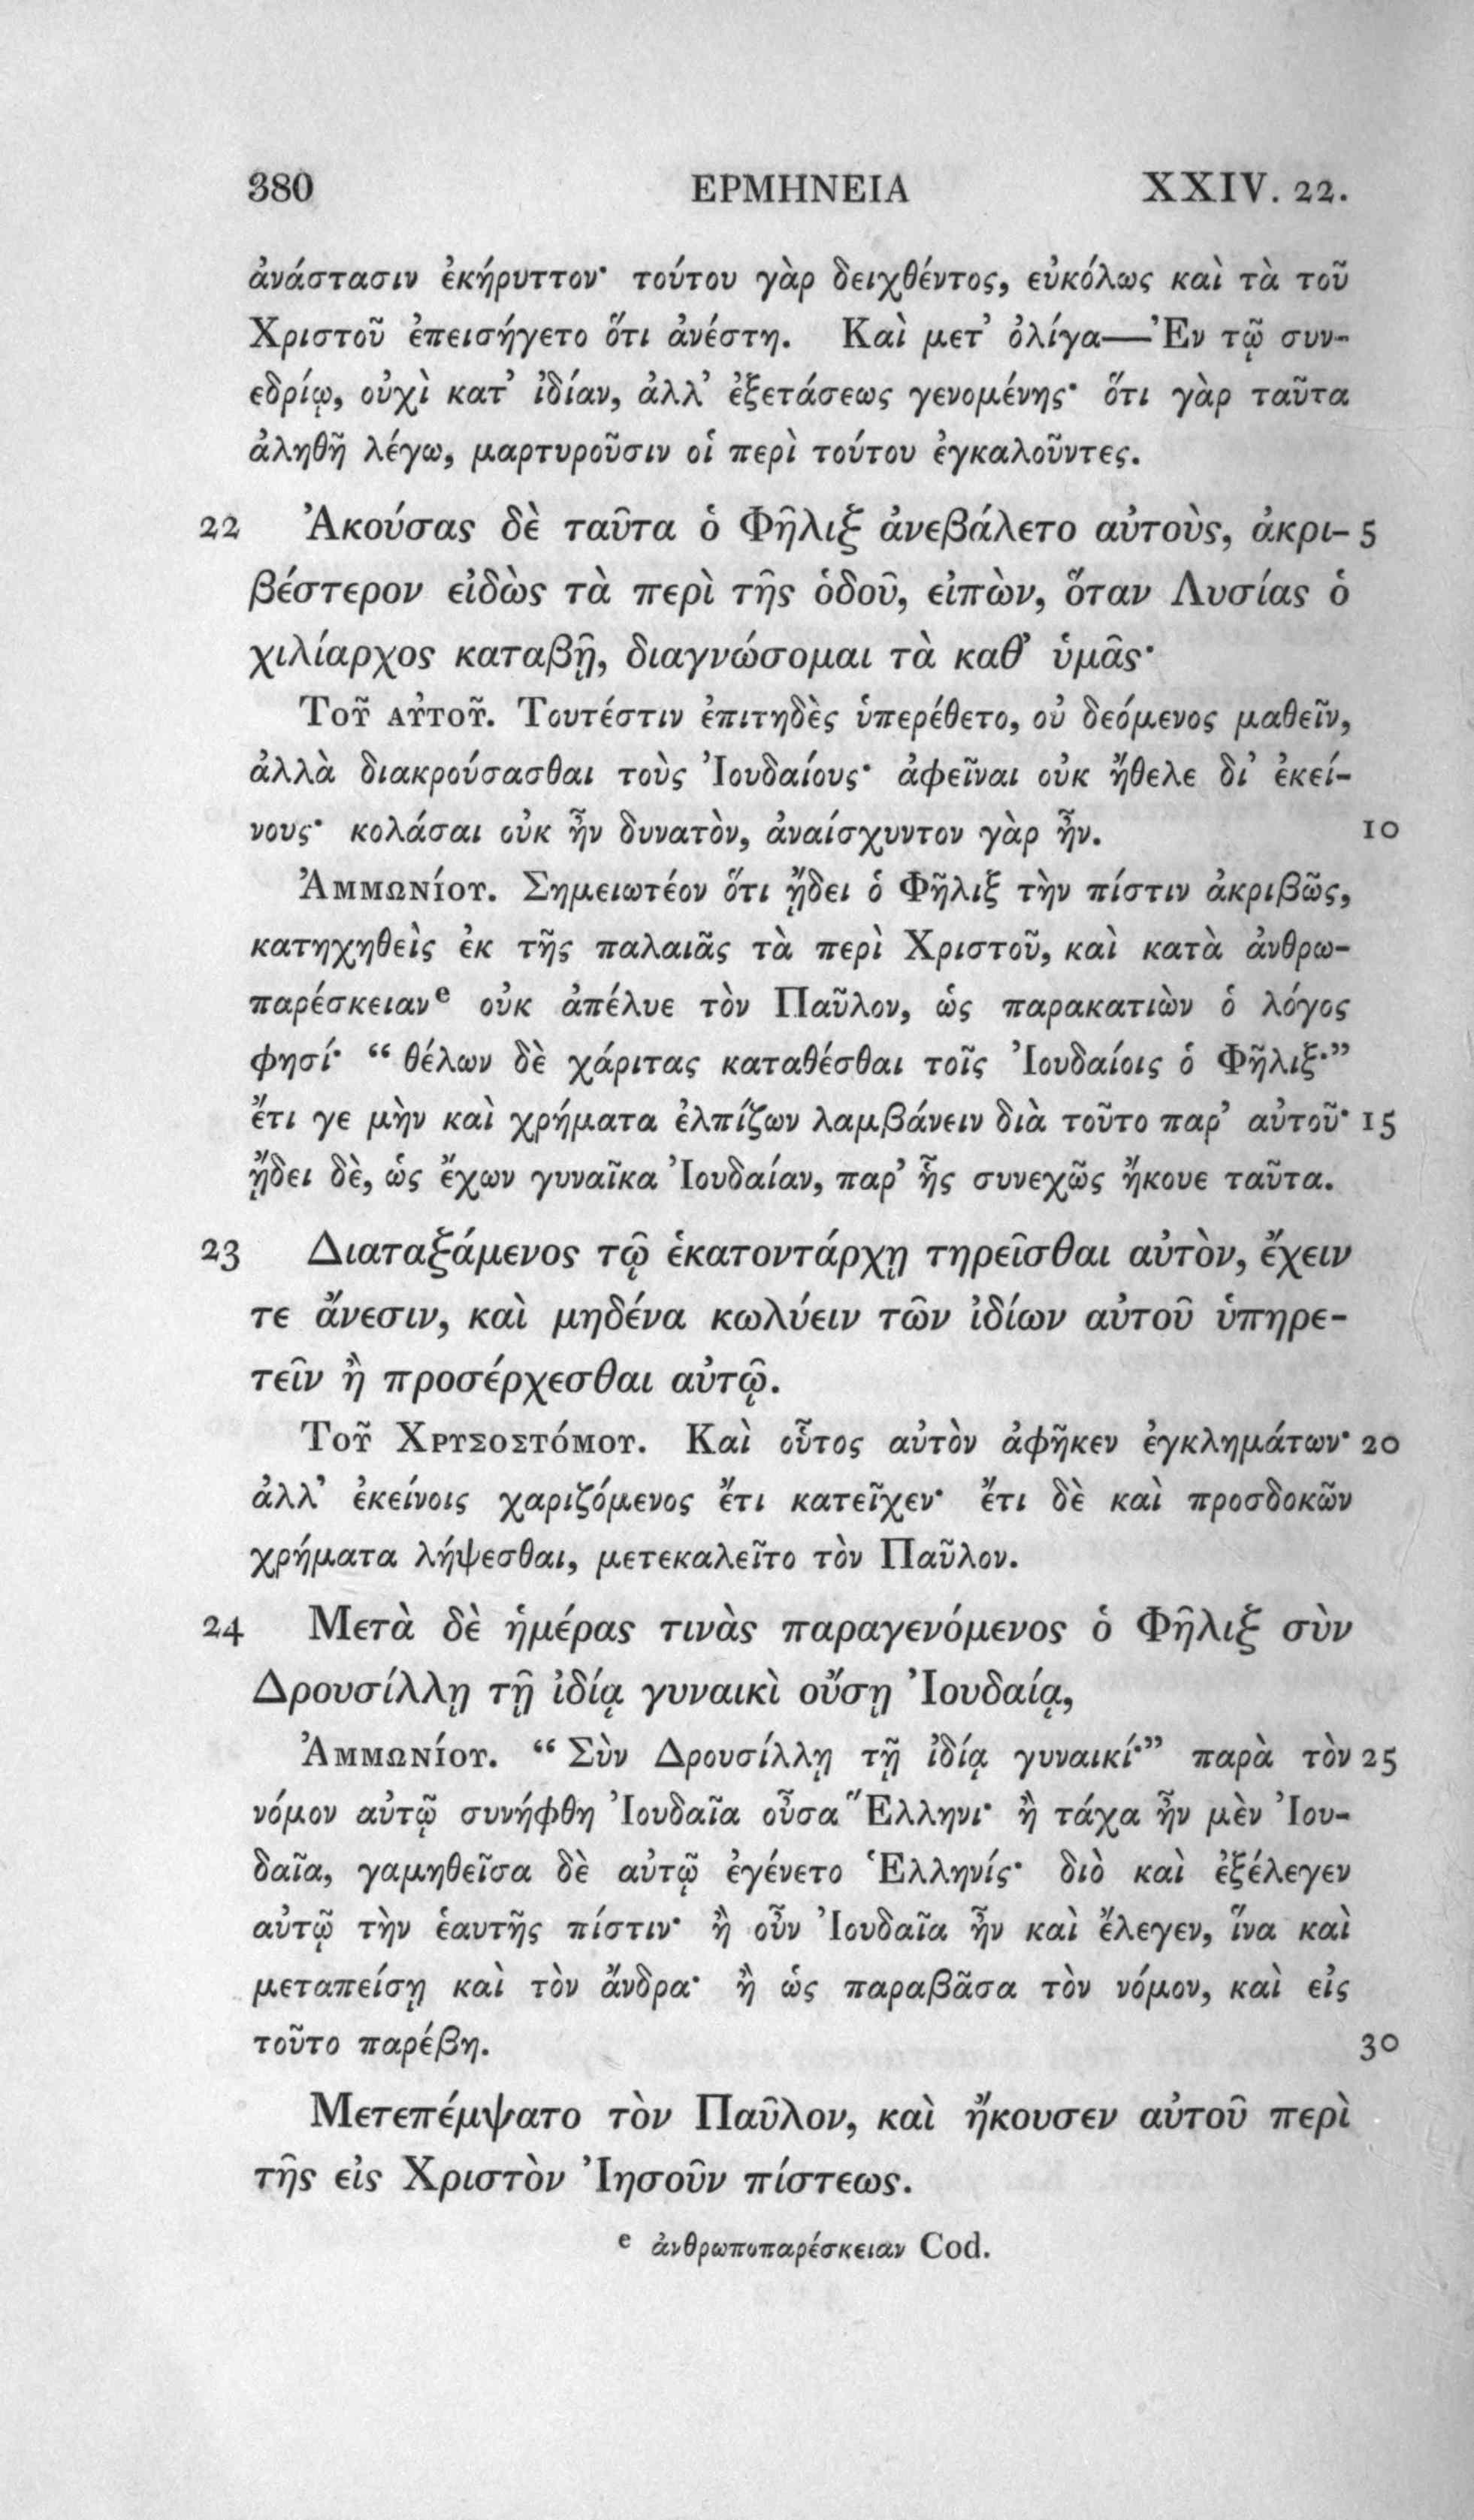 380 ΕΡΜΗΝΕΙΑ XXIV. 22.
ἀνάστασιν ἐκήρυττον· τούτου γὰρ δειχθέντος, εὐκόλως καὶ τὰ τοῦ
Χριστοῦ ἐπεισήγετο ὅτι ἀνέστη. Καὶ μετ’ ὀλίγα—Ἐν τῷ συν-
εδρίῳ, οὐχὶ κατ’ ἰδίαν, ἀλλ’ ἐξετάσεως γενομένης· ὅτι γὰρ ταῦτα
ἀληθῆ λέγω, μαρτυροῦσιν οἱ περὶ τούτου ἐγκαλοῦντες.
22 Ἀκούσας δὲ ταῦτα ὁ Φῆλιξ ἀνεβάλετο αὐτοὺς, ἀκρι- 5
βέστερον εἰδὼς τὰ περὶ τῆς ὁδοῦ, εἰπὼν, ὅταν Λυσίας ὁ
χιλίαρχος καταβῇ, διαγνώσομαι τὰ καθ’ ὑμᾶς·
Τοῦ αὐτοῦ. Τουτέστιν ἐπιτηδὲς ὑπερέθετο, οὐ δεόμενος μαθεῖν,
ἀλλὰ διακρούσασθαι τοὺς Ἰουδαίους· ἀφεῖναι οὐκ ἤθελε δι’ ἐκεί-
νους· κολάσαι οὐκ ἦν δυνατὸν, ἀναίσχυντον γὰρ ἦν. 10
Ἀμμωνίου. Σημειωτέον ὅτι ᾔδει ὁ Φῆλιξ τὴν πίστιν ἀκριβῶς,
κατηχηθεὶς ἐκ τῆς παλαιᾶς τὰ περὶ Χριστοῦ, καὶ κατὰ ἀνθρω-
παρέσκειαν e οὐκ ἀπέλυε τὸν Παῦλον, ὡς παρακατιὼν ὁ λόγος
φησί· “ θέλων δὲ χάριτας καταθέσθαι τοῖς Ἰουδαίοις ὁ Φῆλιξ·”
ἔτι γε μὴν καὶ χρήματα ἐλπίζων λαμβάνειν διὰ τοῦτο παρ’ αὐτοῦ· 15
ᾔδει δὲ, ὡς ἔχων γυναῖκα Ἰουδαίαν, παρ’ ἧς συνεχῶς ἤκουε ταῦτα.
23 Διαταξάμενος τῷ ἑκατοντάρχῃ τηρεῖσθαι αὐτὸν, ἔχειν
τε ἄνεσιν, καὶ μηδένα κωλύειν τῶν ἰδίων αὐτοῦ ὑπηρε-
τεῖν ἢ προσέρχεσθαι αὐτῷ.
Τοῦ Χρυσοστόμου. Καὶ οὗτος αὐτὸν ἀφῆκεν ἐγκλημάτων· 20
ἀλλ’ ἐκείνοις χαριζόμενος ἔτι κατεῖχεν· ἔτι δὲ καὶ προσδοκῶν
χρήματα λήψεσθαι, μετεκαλεῖτο τὸν Παῦλον.
24 Μετὰ δὲ ἡμέρας τινὰς παραγενόμενος ὁ Φῆλιξ σὺν
Δρουσίλλῃ τῇ ἰδίᾳ γυναικὶ οὔσῃ Ἰουδαίᾳ,
Ἀμμωνίου. “ Σὺν Δρουσίλλῃ τῇ ἰδίᾳ γυναικί·” παρὰ τὸν 25
νόμον αὐτῷ συνήφθη Ἰουδαῖα οὖσα Ἕλληνι· ἢ τάχα ἦν μὲν Ἰου-
δαῖα, γαμηθεῖσα δὲ αὐτῷ ἐγένετο Ἑλληνίς· διὸ καὶ ἐξέλεγεν
αὐτῷ τὴν ἑαυτῆς πίστιν· ἢ οὖν Ἰουδαῖα ἦν καὶ ἔλεγεν, ἵνα καὶ
μεταπείσῃ καὶ τὸν ἄνδρα· ἢ ὡς παραβᾶσα τὸν νόμον, καὶ εἰς
τοῦτο παρέβη. 30
Μετεπέμψατο τὸν Παῦλον, καὶ ἤκουσεν αὐτοῦ περὶ
τῆς εἰς Χριστὸν Ἰησοῦν πίστεως.
e ἀνθρωποπαρέσκειαν Cod.